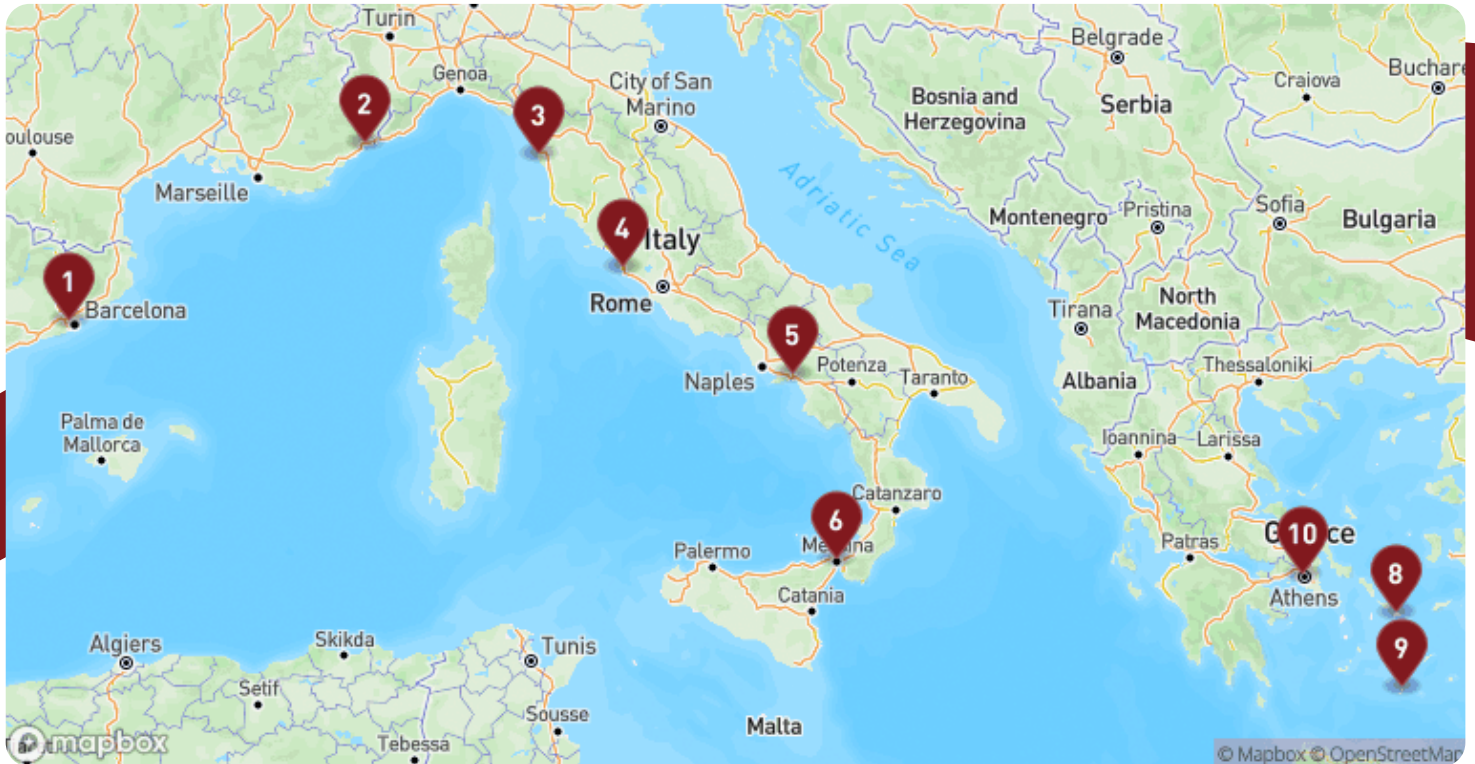 Turin
Belgrade
Buchare
Genoa
City of San
Marino
Craiova
2
Bosnia and
Herzegovina
Serbia
3
oulouse
Marseille
Adriatic Sea
Montenegro
Pristina
Sofia
Bulgaria
4
Italy
1
Barcelona
Rome
Tirana
North
Macedonia
5
Naples
Potenza
Taranto
Albania
Thessaloniki
Palma de
Mallorca
Ioannina
Larissa
Catanzaro
6
Palermo
Patras
10
8
Catania
Athens
9
Algiers
Skikda
Tunis
Setif
Sousse
Malta
mapbox
Tebessa
© Mapbox © OpenStreetMap